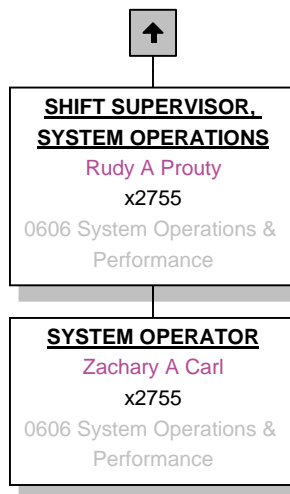 SHIFT SUPERVISOR,
SYSTEM OPERATIONS
Rudy A Prouty
x2755
0606 System Operations &
Performance
SYSTEM OPERATOR
Zachary A Carl
x2755
0606 System Operations &
Performance